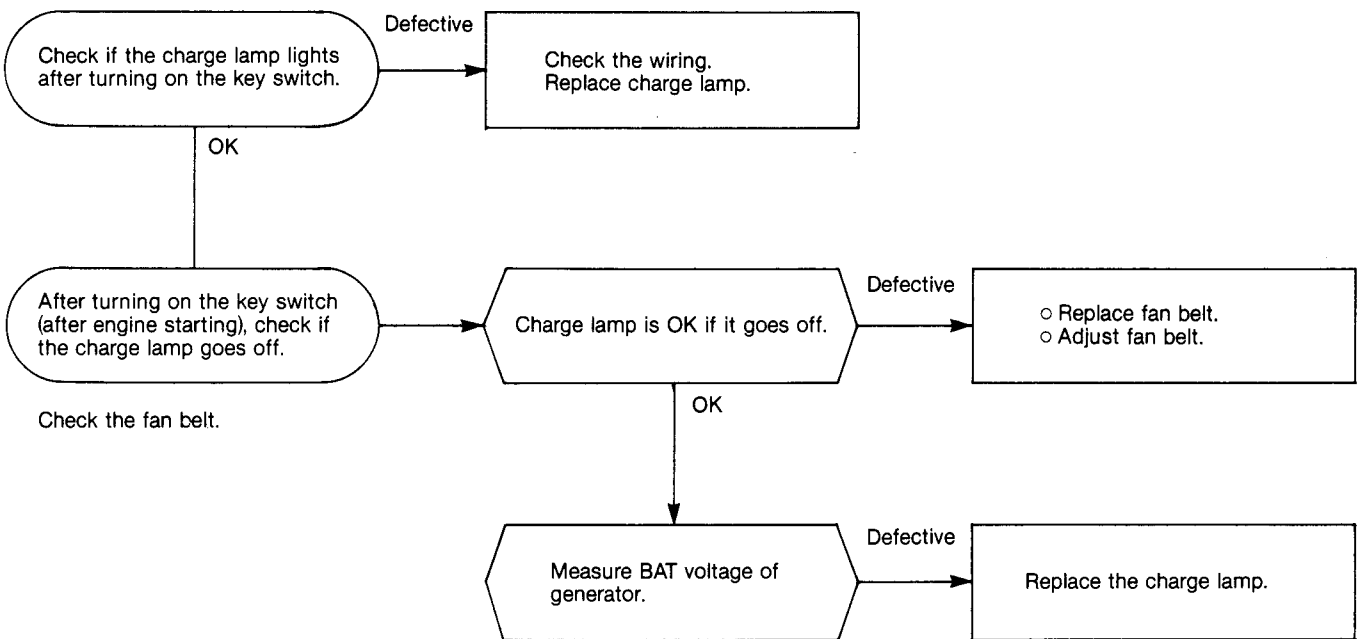 Defective
Check if the charge lamp lights
after turning on the key switch.
Check the wiring.
Replace charge lamp.
OK
After turning on the key switch
(after engine starting), check if
the charge lamp goes off.
Charge lamp is OK if it goes off.
Defective
○ Replace fan belt.
○ Adjust fan belt.
Check the fan belt.
OK
Measure BAT voltage of
generator.
Defective
Replace the charge lamp.